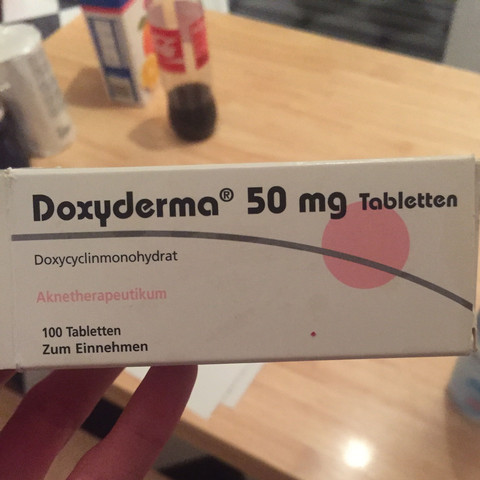 Doxyderma® 50 mg Tabletten
Doxycyclinmonohydrat
Aknetherapeutikum
100 Tabletten
Zum Einnehmen